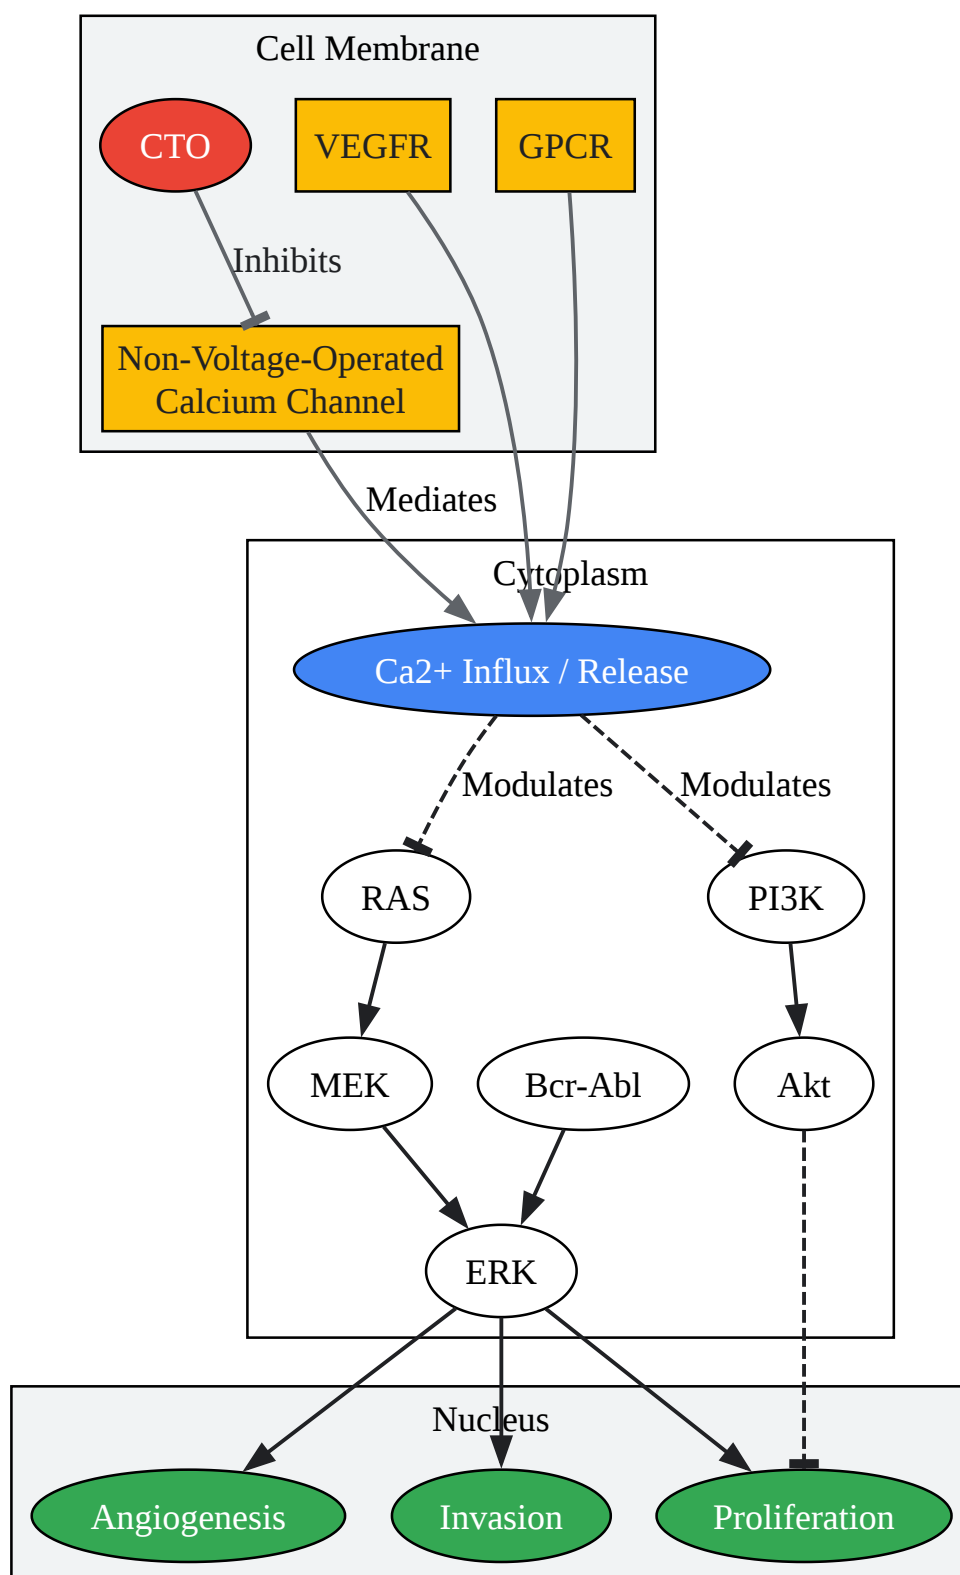 Cell Membrane
CTO
VEGFR
GPCR
Inhibits
Non-Voltage-Operated
Calcium Channel
Mediates
Cytoplasm
Ca2+ Influx / Release
Modulates
Modulates
RAS
PI3K
MEK
Bcr-Abl
Akt
ERK
Nucleus
Angiogenesis
Invasion
Proliferation